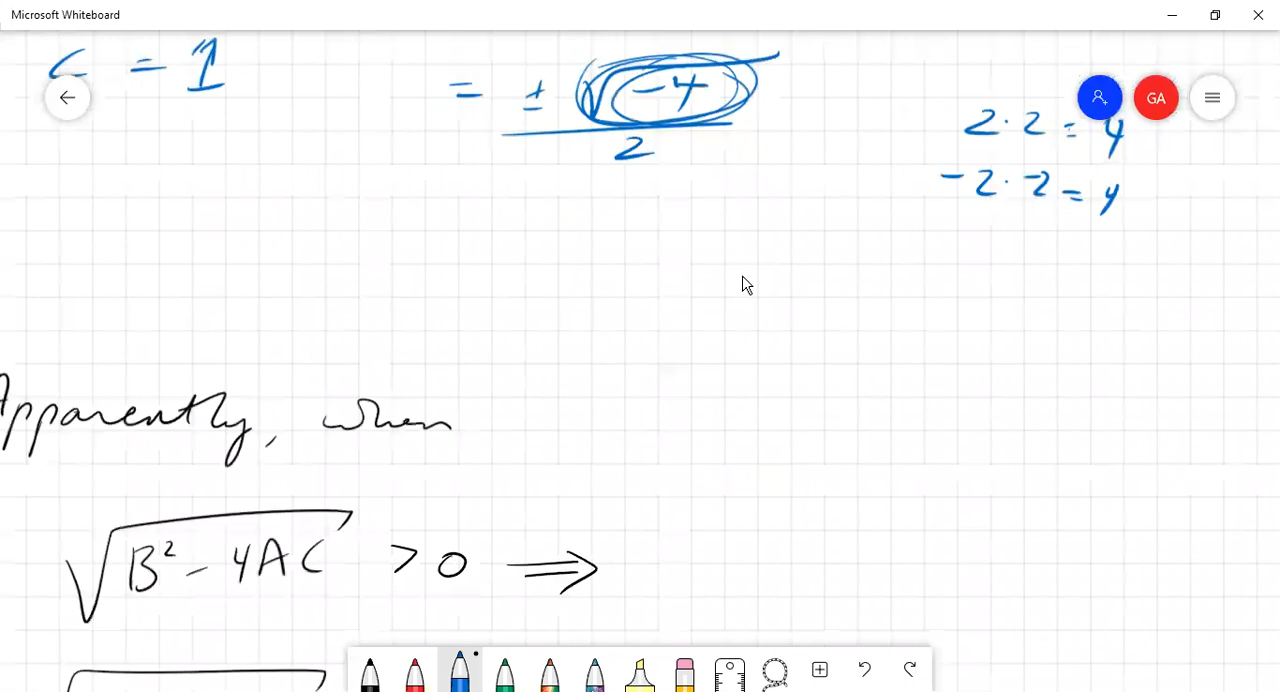 Microsoft Whiteboard
C = 1
= ± √-4
2
GA
2 · 2 = 4
-2 · -2 = 4
Apparently, when
√B² - 4AC > 0 ⟹